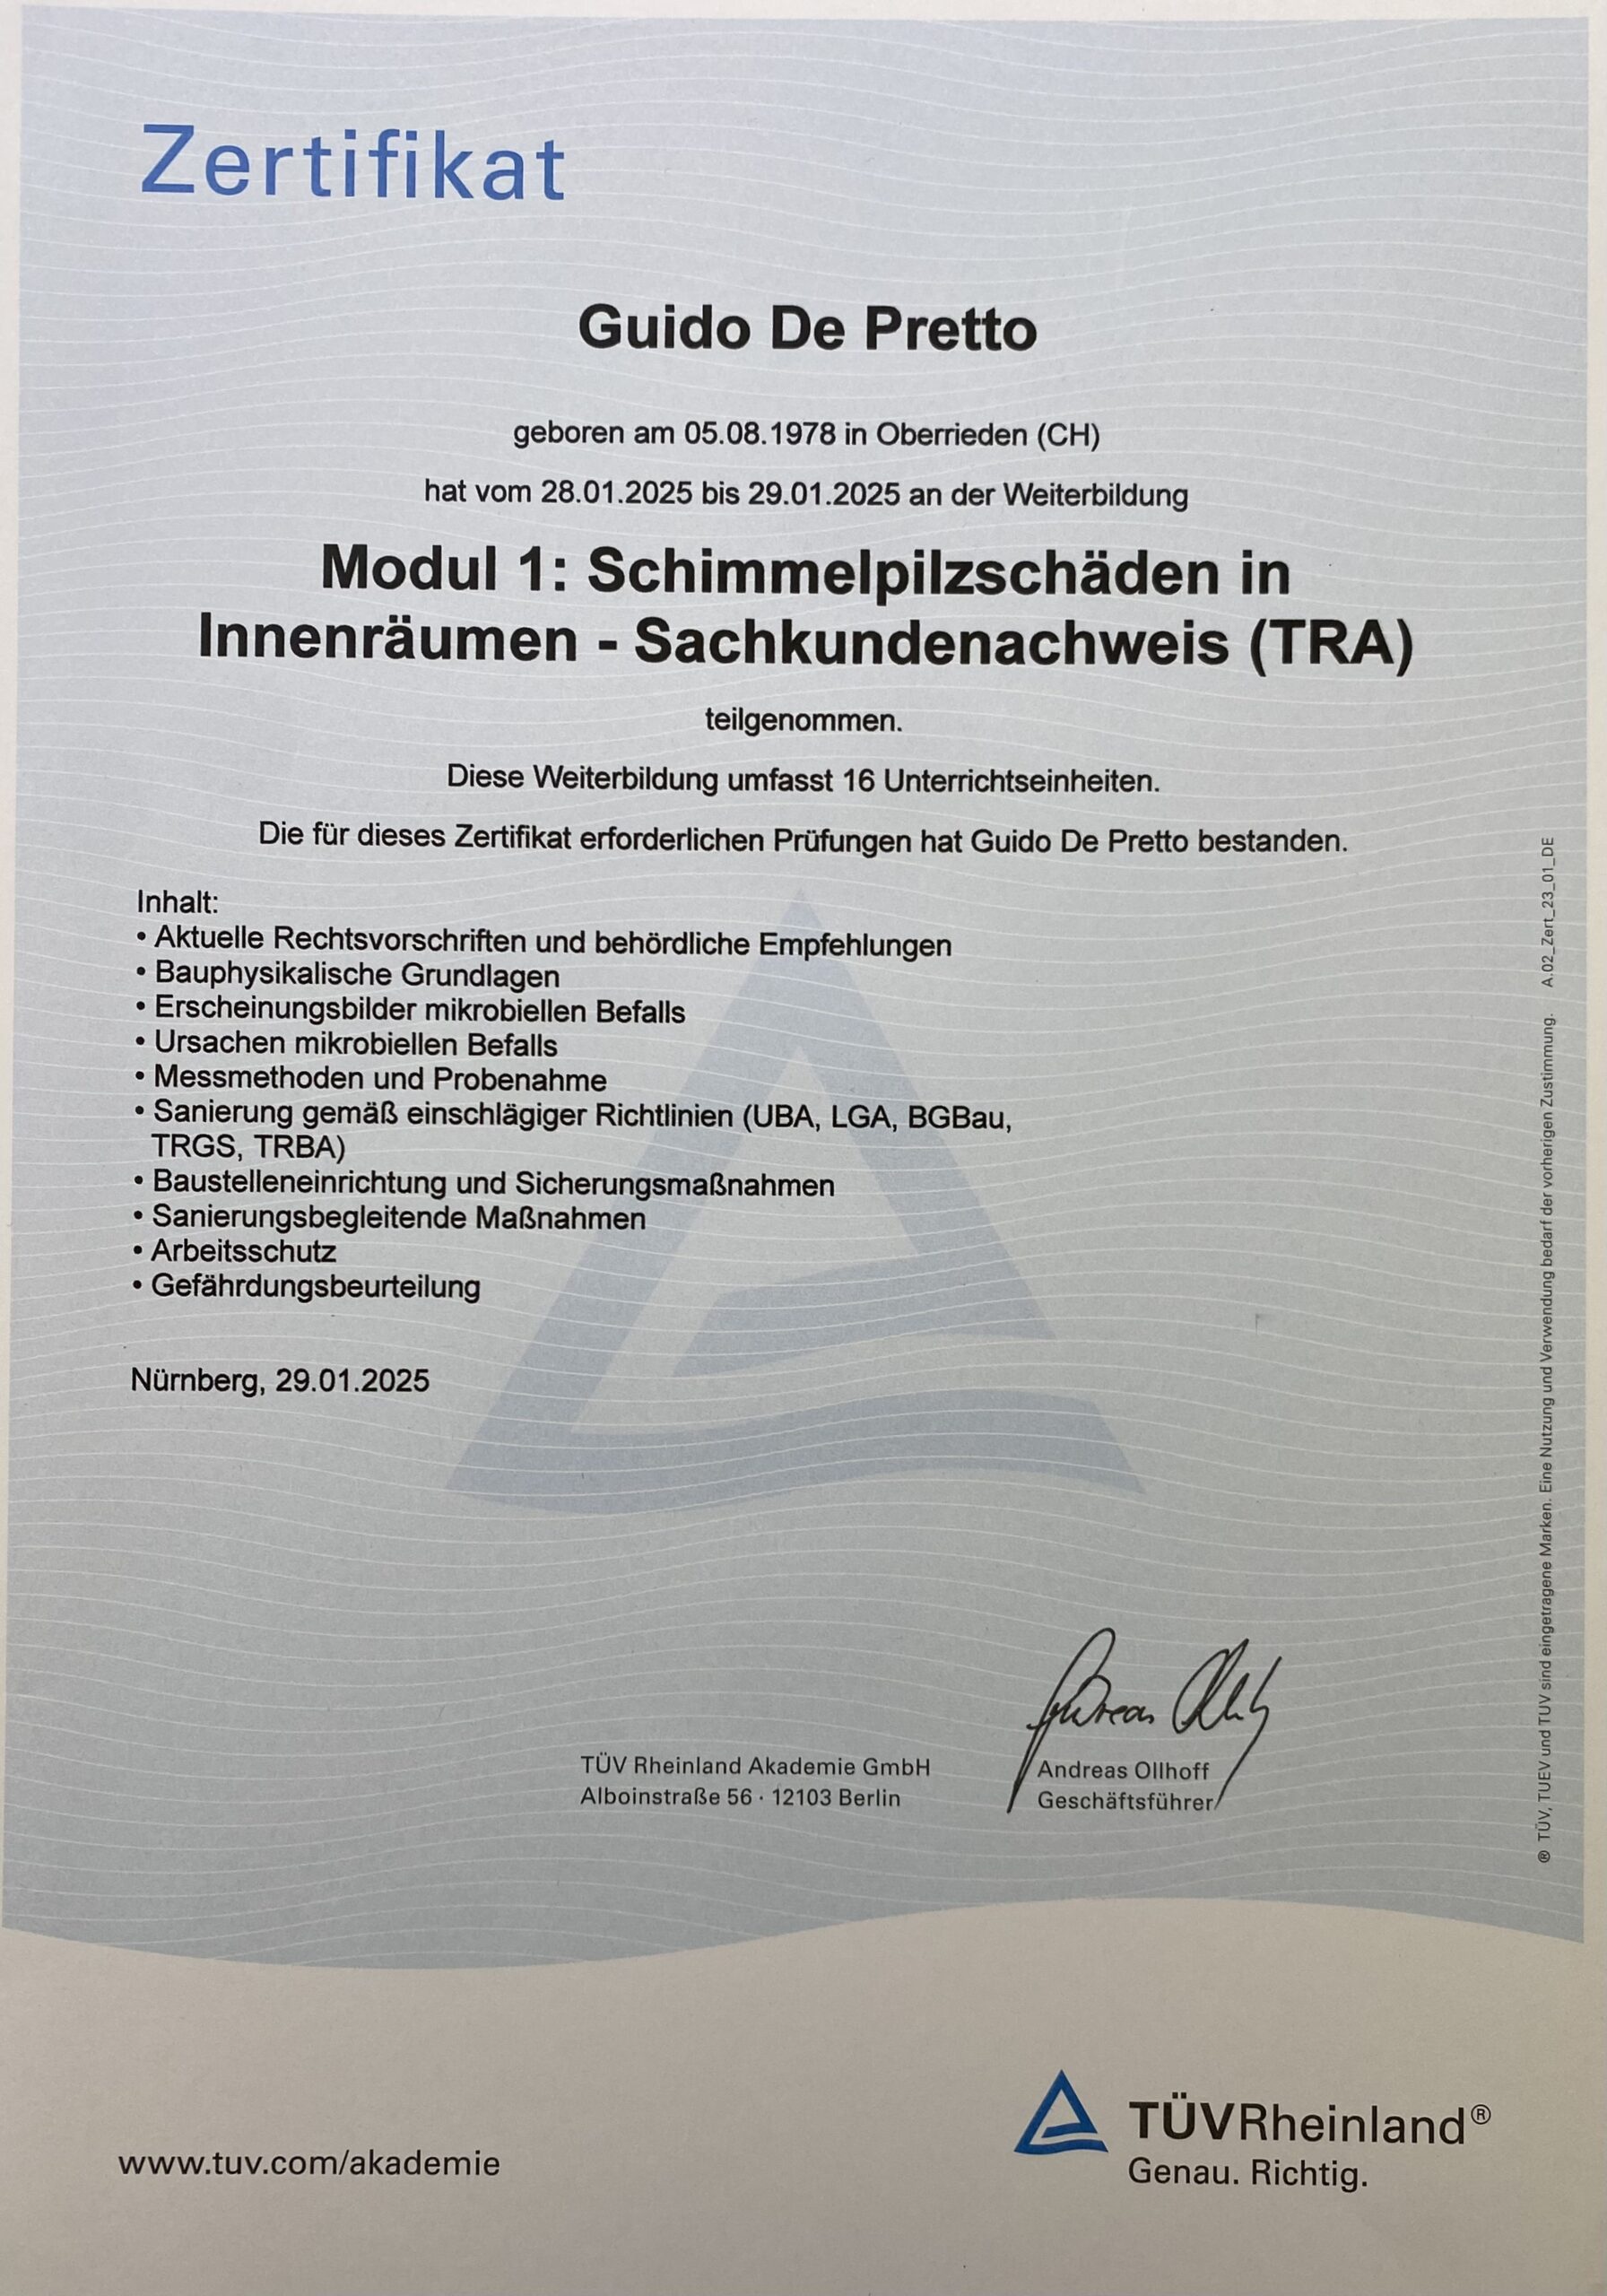 Zertifikat
Guido De Pretto
geboren am 05.08.1978 in Oberrieden (CH)
hat vom 28.01.2025 bis 29.01.2025 an der Weiterbildung
Modul 1: Schimmelpilzschäden in
Innenräumen - Sachkundenachweis (TRA)
teilgenommen.
Diese Weiterbildung umfasst 16 Unterrichtseinheiten.
Die für dieses Zertifikat erforderlichen Prüfungen hat Guido De Pretto bestanden.
Inhalt:
• Aktuelle Rechtsvorschriften und behördliche Empfehlungen
• Bauphysikalische Grundlagen
• Erscheinungsbilder mikrobiellen Befalls
• Ursachen mikrobiellen Befalls
• Messmethoden und Probenahme
• Sanierung gemäß einschlägiger Richtlinien (UBA, LGA, BGBau,
TRGS, TRBA)
• Baustelleneinrichtung und Sicherungsmaßnahmen
• Sanierungsbegleitende Maßnahmen
• Arbeitsschutz
• Gefährdungsbeurteilung
Nürnberg, 29.01.2025
Andreas Ollhoff
TÜV Rheinland Akademie GmbH
Alboinstraße 56 · 12103 Berlin
Andreas Ollhoff
Geschäftsführer
® TÜV, TUEV und TUV sind eingetragene Marken. Eine Nutzung und Verwendung bedarf der vorherigen Zustimmung. A.02_Zert_23_01_DE
www.tuv.com/akademie
TÜVRheinland®
Genau. Richtig.